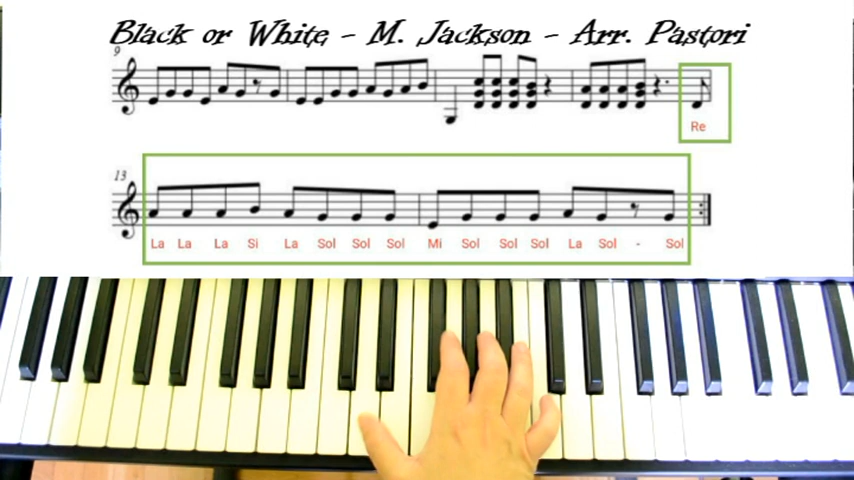 Black or White - M. Jackson - Arr. Pastori
9
Re
13
La La La Si La Sol Sol Sol Mi Sol Sol Sol La Sol - Sol